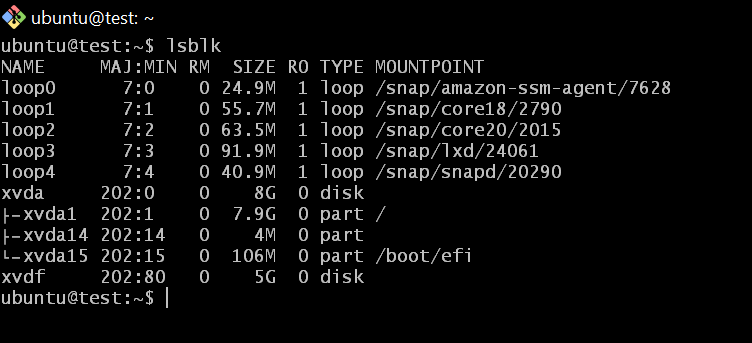 ubuntu@test: ~
ubuntu@test:~$ lsblk
NAME     MAJ:MIN RM  SIZE RO TYPE MOUNTPOINT
loop0      7:0    0 24.9M  1 loop /snap/amazon-ssm-agent/7628
loop1      7:1    0 55.7M  1 loop /snap/core18/2790
loop2      7:2    0 63.5M  1 loop /snap/core20/2015
loop3      7:3    0 91.9M  1 loop /snap/lxd/24061
loop4      7:4    0 40.9M  1 loop /snap/snapd/20290
xvda     202:0    0    8G  0 disk
├─xvda1  202:1    0  7.9G  0 part /
├─xvda14 202:14   0    4M  0 part
└─xvda15 202:15   0  106M  0 part /boot/efi
xvdf     202:80   0    5G  0 disk
ubuntu@test:~$